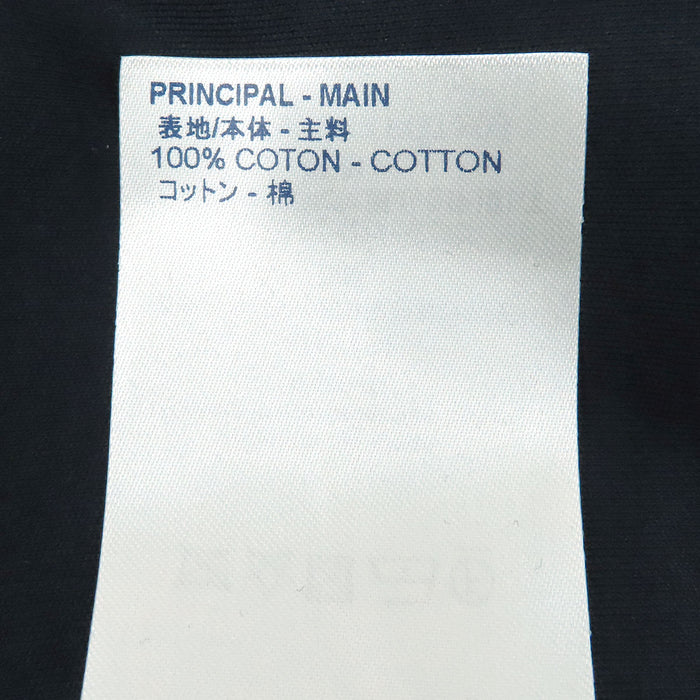 PRINCIPAL - MAIN
表地/本体 - 主料
100% COTON - COTTON
コットン - 棉